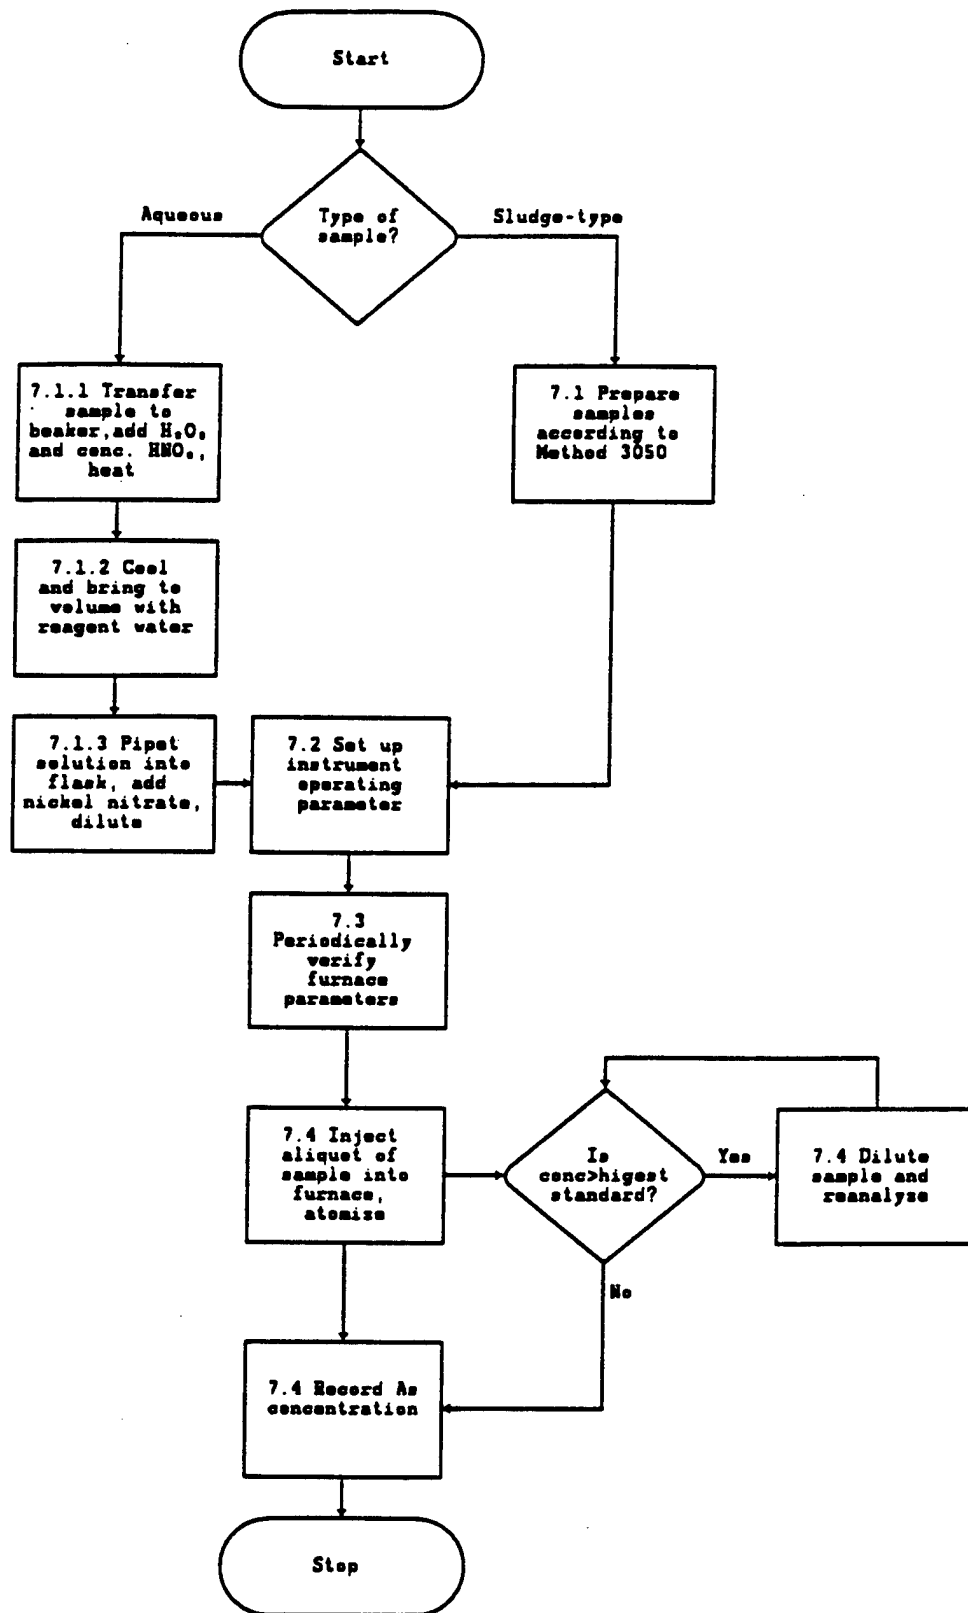 Start
Type of
sample?
Aqueous
Sludge-type
7.1.1 Transfer
sample to
beaker, add H₂O₂
and conc. HNO₃,
heat
7.1 Prepare
samples
according to
Method 3050
7.1.2 Cool
and bring to
volume with
reagent water
7.1.3 Pipet
solution into
flask, add
nickel nitrate,
dilute
7.2 Set up
instrument
operating
parameter
7.3
Periodically
verify
furnace
parameters
7.4 Inject
aliquot of
sample into
furnace,
atomize
Is
conc>higest
standard?
Yes
7.4 Dilute
sample and
reanalyze
No
7.4 Record As
concentration
Stop